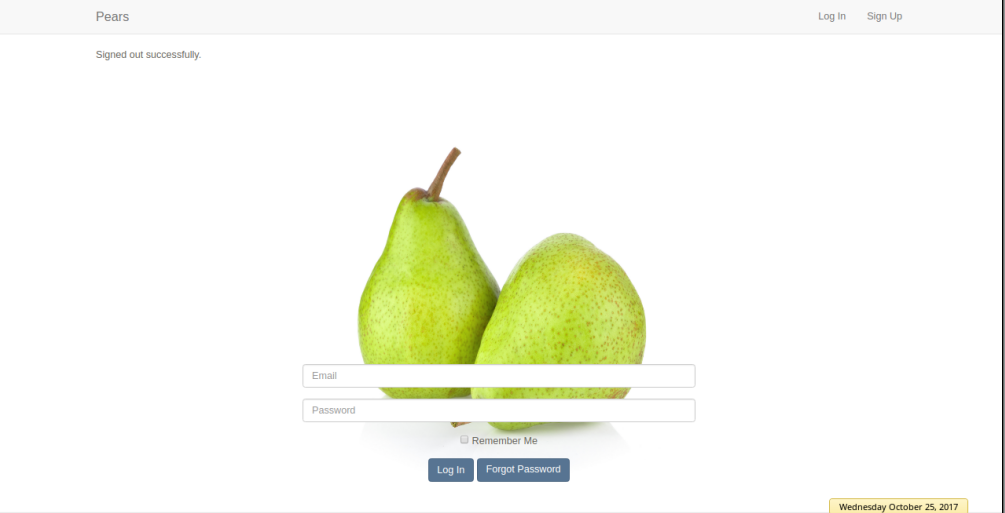 Pears Log In Sign Up
Signed out successfully.
Email
Password
Remember Me
Log In Forgot Password
Wednesday October 25, 2017